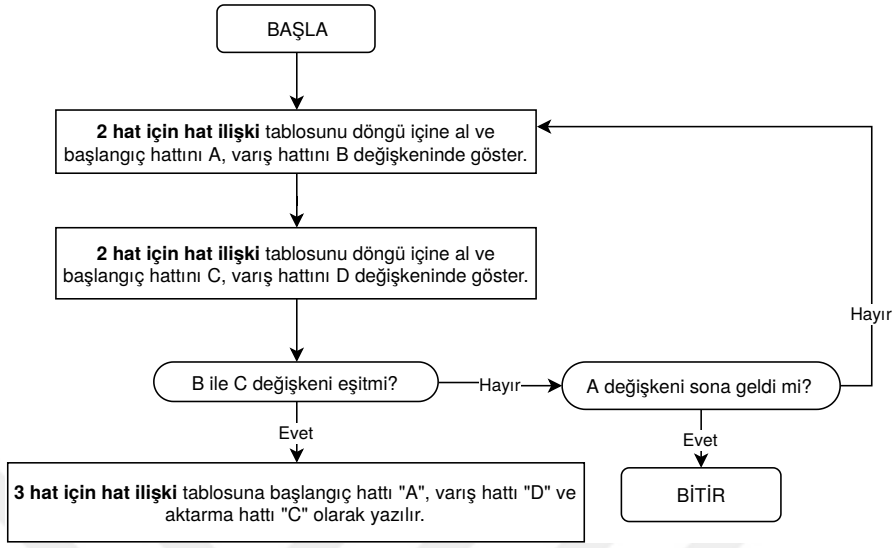 BAŞLA
2 hat için hat ilişki tablosunu döngü içine al ve
başlangıç hattını A, varış hattını B değişkeninde göster.
2 hat için hat ilişki tablosunu döngü içine al ve
başlangıç hattını C, varış hattını D değişkeninde göster.
Hayır
B ile C değişkeni eşitmi?
Hayır
A değişkeni sona geldi mi?
Evet
Evet
3 hat için hat ilişki tablosuna başlangıç hattı "A", varış hattı "D" ve
aktarma hattı "C" olarak yazılır.
BİTİR